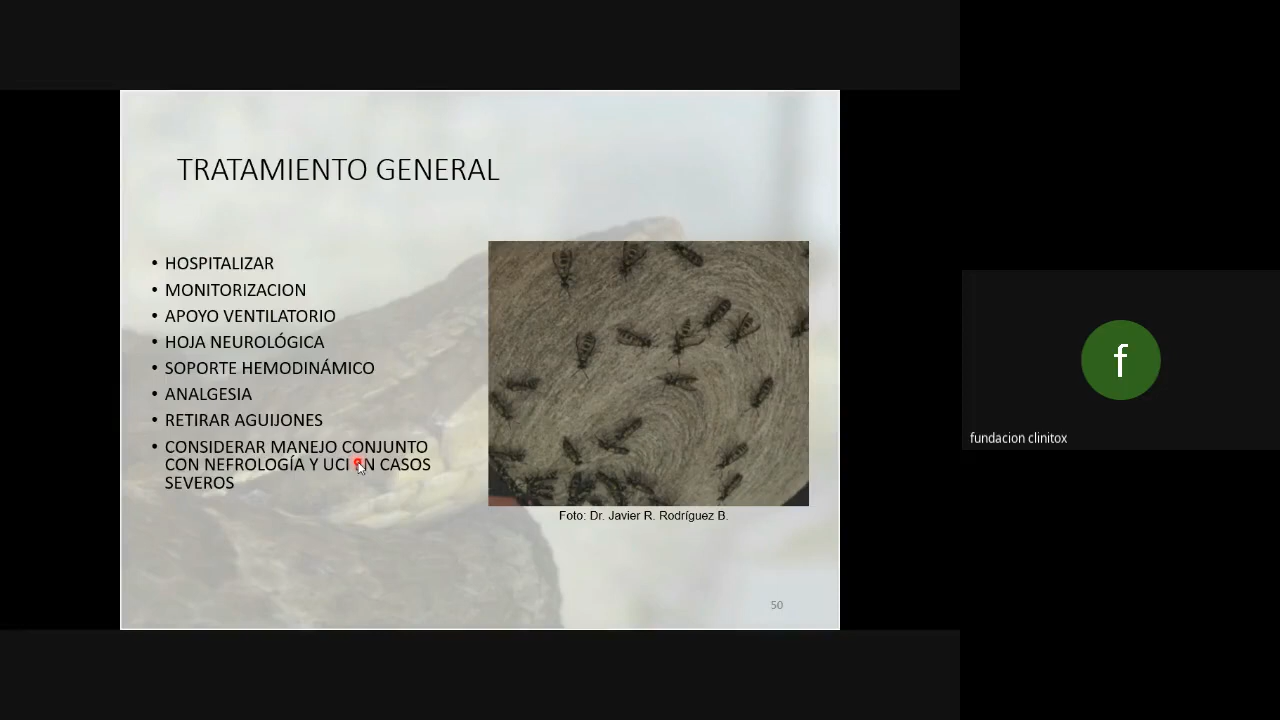 TRATAMIENTO GENERAL
• HOSPITALIZAR
• MONITORIZACION
• APOYO VENTILATORIO
• HOJA NEUROLÓGICA
• SOPORTE HEMODINÁMICO
• ANALGESIA
• RETIRAR AGUIJONES
• CONSIDERAR MANEJO CONJUNTO
CON NEFROLOGÍA Y UCI EN CASOS
SEVEROS
Foto: Dr. Javier R. Rodríguez B.
50
f
fundacion clinitox